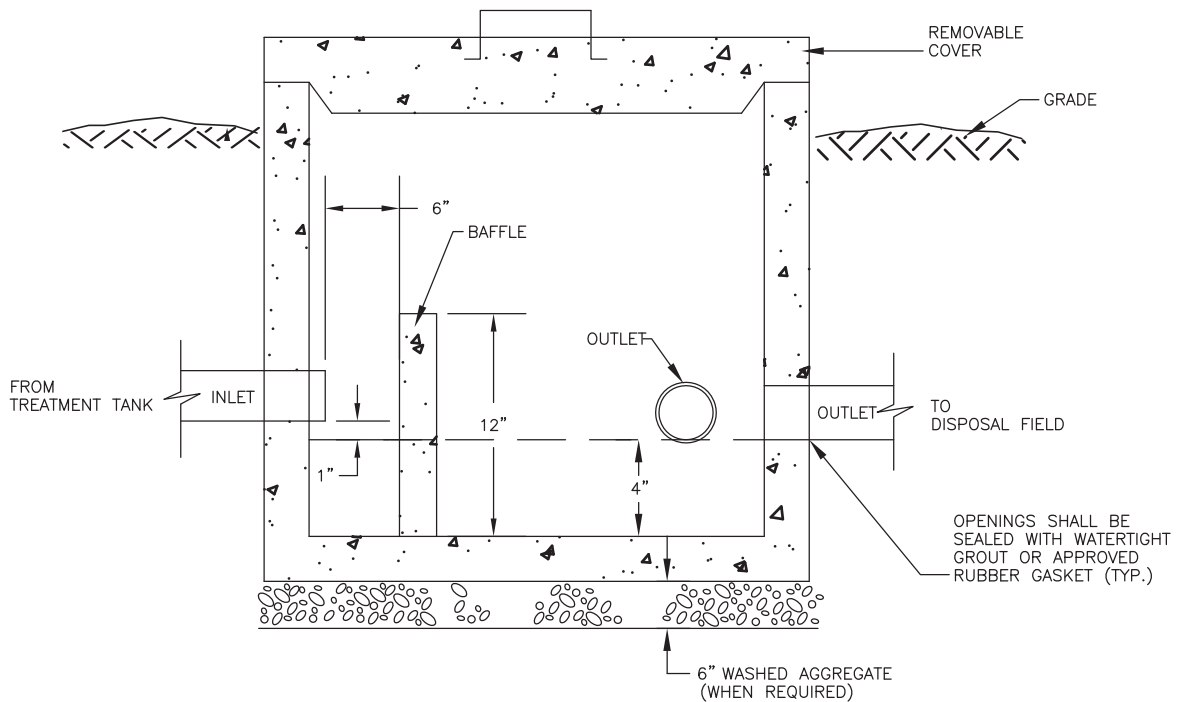 REMOVABLE
COVER
GRADE
6”
BAFFLE
OUTLET
FROM
TREATMENT TANK
INLET
12”
OUTLET
TO
DISPOSAL FIELD
1”
4”
OPENINGS SHALL BE
SEALED WITH WATERTIGHT
GROUT OR APPROVED
RUBBER GASKET (TYP.)
6” WASHED AGGREGATE
(WHEN REQUIRED)